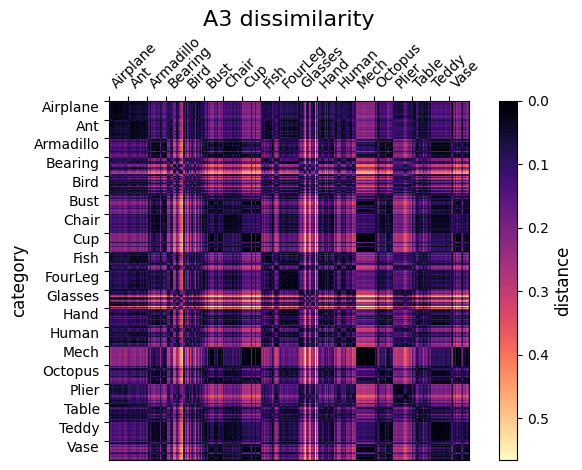 A3 dissimilarity
Airplane
Ant
Armadillo
Bearing
Bird
Bust
Chair
Cup
Fish
FourLeg
Glasses
Hand
Human
Mech
Octopus
Plier
Table
Teddy
Vase
Airplane
Ant
Armadillo
Bearing
Bird
Bust
Chair
Cup
Fish
FourLeg
Glasses
Hand
Human
Mech
Octopus
Plier
Table
Teddy
Vase
category
0.0
0.1
0.2
0.3
0.4
0.5
distance